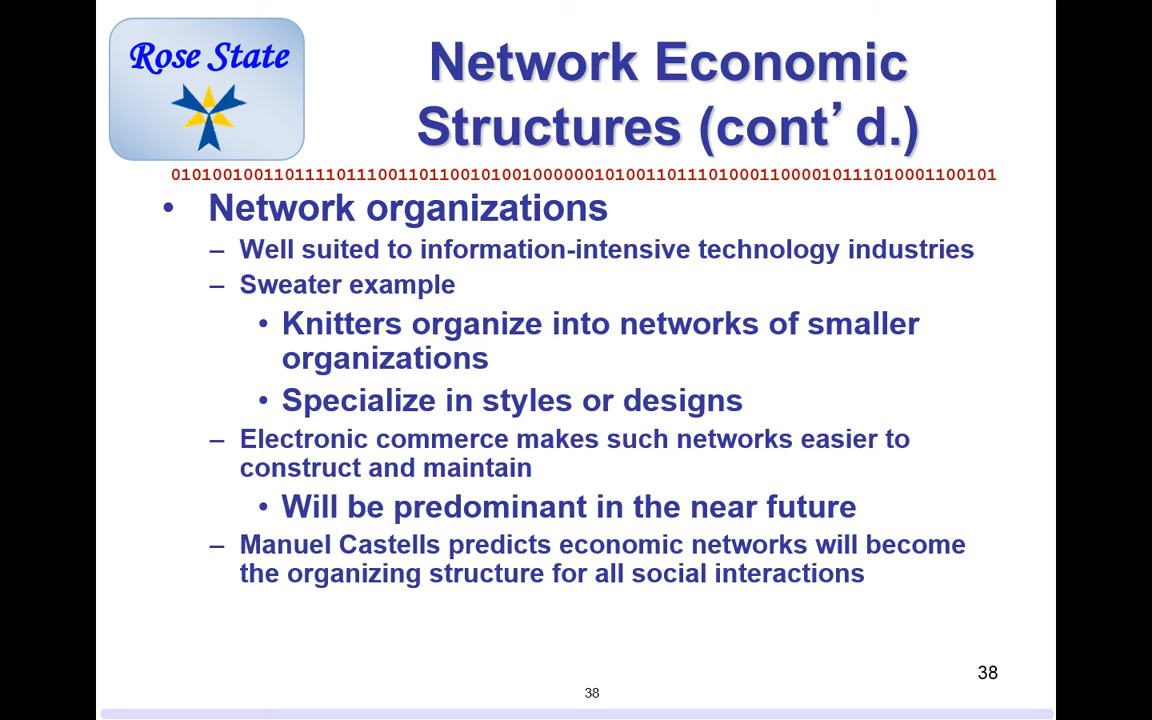 Rose State
Network Economic
Structures (cont’d.)
0101001001101111011100110110010100100000010100110111010001100001011101000110​0101
• Network organizations
– Well suited to information-intensive technology industries
– Sweater example
• Knitters organize into networks of smaller
organizations
• Specialize in styles or designs
– Electronic commerce makes such networks easier to
construct and maintain
• Will be predominant in the near future
– Manuel Castells predicts economic networks will become
the organizing structure for all social interactions
38
38